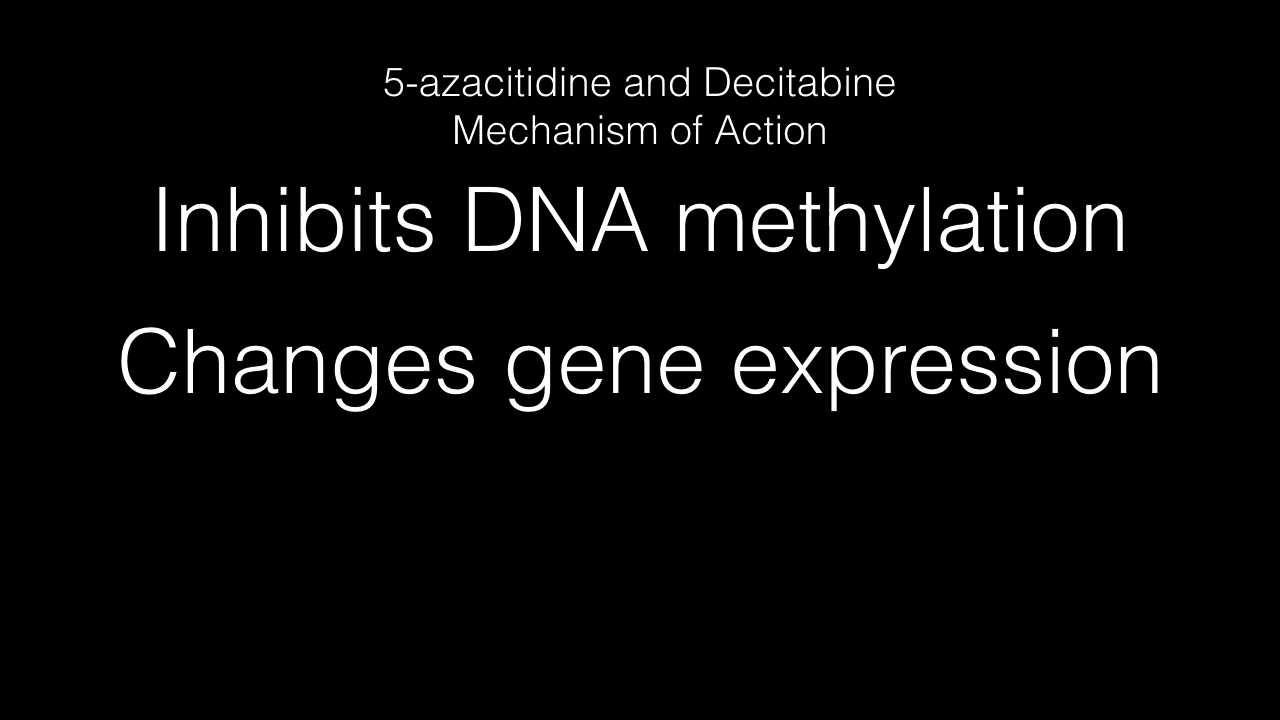 5-azacitidine and Decitabine
Mechanism of Action
Inhibits DNA methylation
Changes gene expression